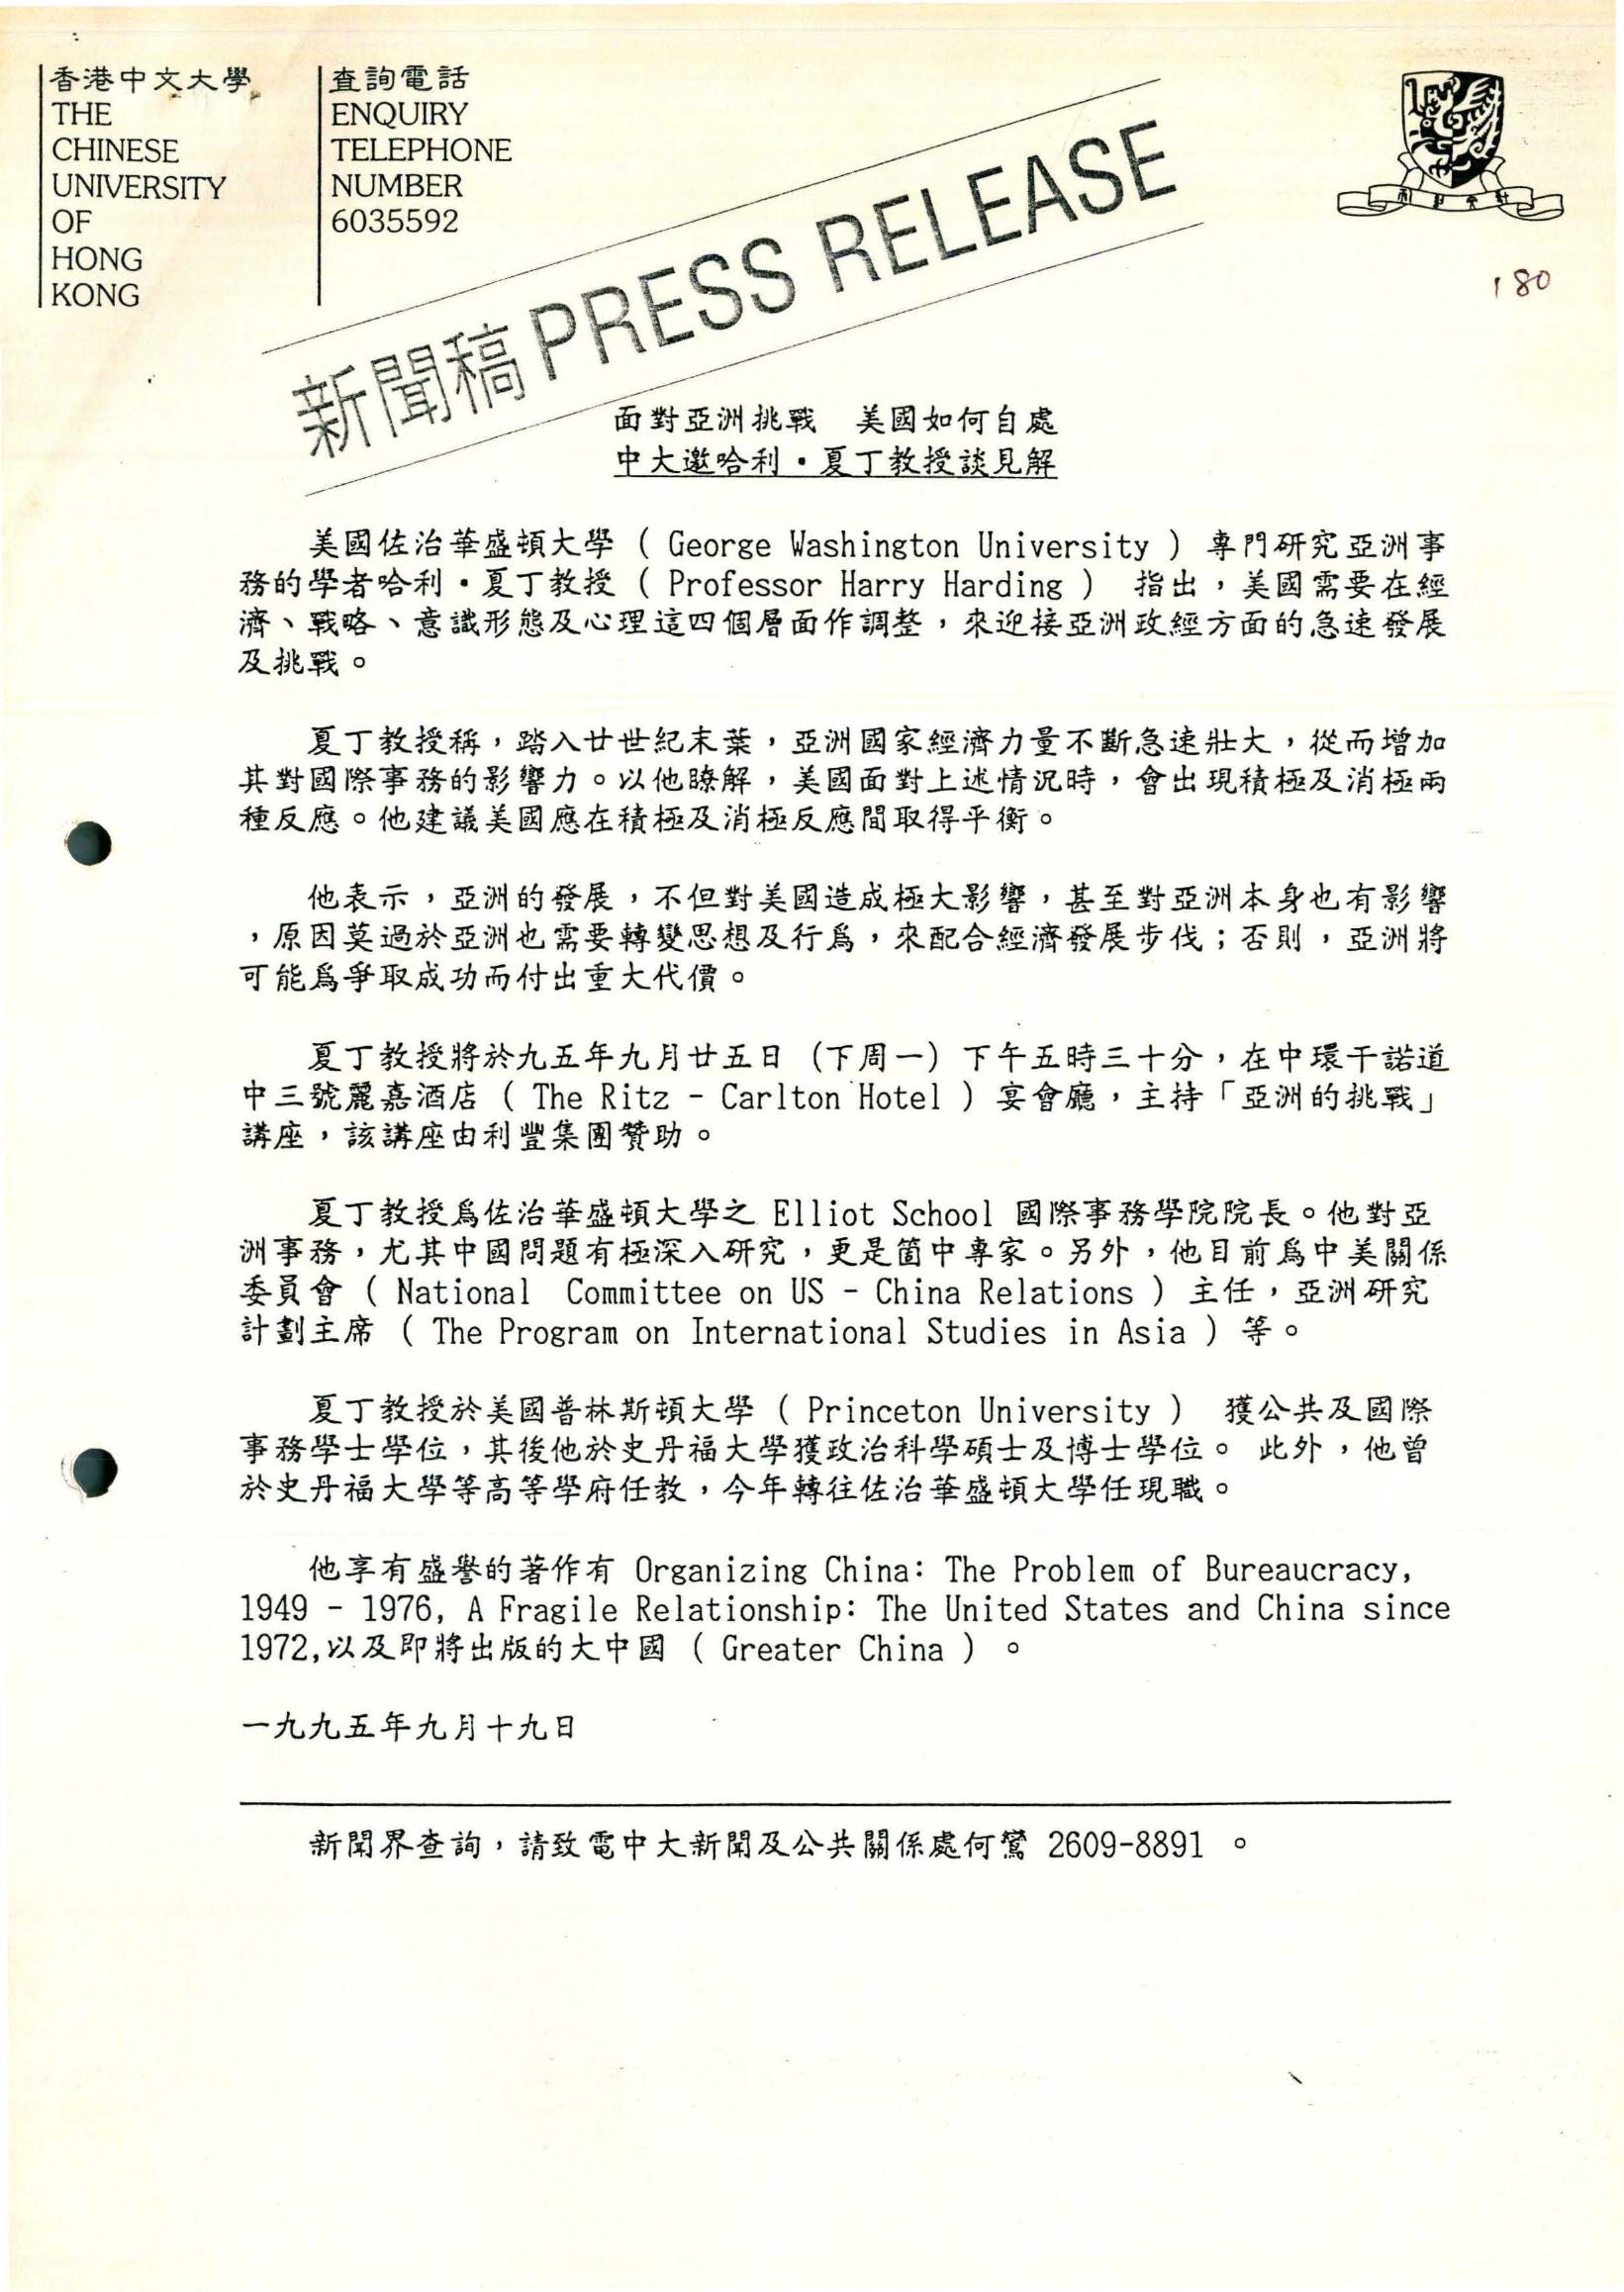 香港中文大學
THE
CHINESE
UNIVERSITY
OF
HONG
KONG
查詢電話
ENQUIRY
TELEPHONE
NUMBER
6035592
180
新聞稿 PRESS RELEASE
面對亞洲挑戰　美國如何自處
中大邀哈利・夏丁教授談見解
美國佐治華盛頓大學 ( George Washington University ) 專門研究亞洲事
務的學者哈利・夏丁教授 ( Professor Harry Harding ) 指出，美國需要在經
濟、戰略、意識形態及心理這四個層面作調整，來迎接亞洲政經方面的急速發展
及挑戰。
夏丁教授稱，踏入廿世紀末葉，亞洲國家經濟力量不斷急速壯大，從而增加
其對國際事務的影響力。以他瞭解，美國面對上述情況時，會出現積極及消極兩
種反應。他建議美國應在積極及消極反應間取得平衡。
他表示，亞洲的發展，不但對美國造成極大影響，甚至對亞洲本身也有影響
，原因莫過於亞洲也需要轉變思想及行為，來配合經濟發展步伐；否則，亞洲將
可能為爭取成功而付出重大代價。
夏丁教授將於九五年九月廿五日 (下周一) 下午五時三十分，在中環干諾道
中三號麗嘉酒店 ( The Ritz - Carlton Hotel ) 宴會廳，主持「亞洲的挑戰」
講座，該講座由利豐集團贊助。
夏丁教授為佐治華盛頓大學之 Elliot School 國際事務學院院長。他對亞
洲事務，尤其中國問題有極深入研究，更是箇中專家。另外，他目前為中美關係
委員會 ( National Committee on US - China Relations ) 主任，亞洲研究
計劃主席 ( The Program on International Studies in Asia ) 等。
夏丁教授於美國普林斯頓大學 ( Princeton University ) 獲公共及國際
事務學士學位，其後他於史丹福大學獲政治科學碩士及博士學位。 此外，他曾
於史丹福大學等高等學府任教，今年轉往佐治華盛頓大學任現職。
他享有盛譽的著作有 Organizing China: The Problem of Bureaucracy,
1949 - 1976, A Fragile Relationship: The United States and China since
1972,以及即將出版的大中國 ( Greater China ) 。
一九九五年九月十九日
新聞界查詢，請致電中大新聞及公共關係處何鶯 2609-8891 。